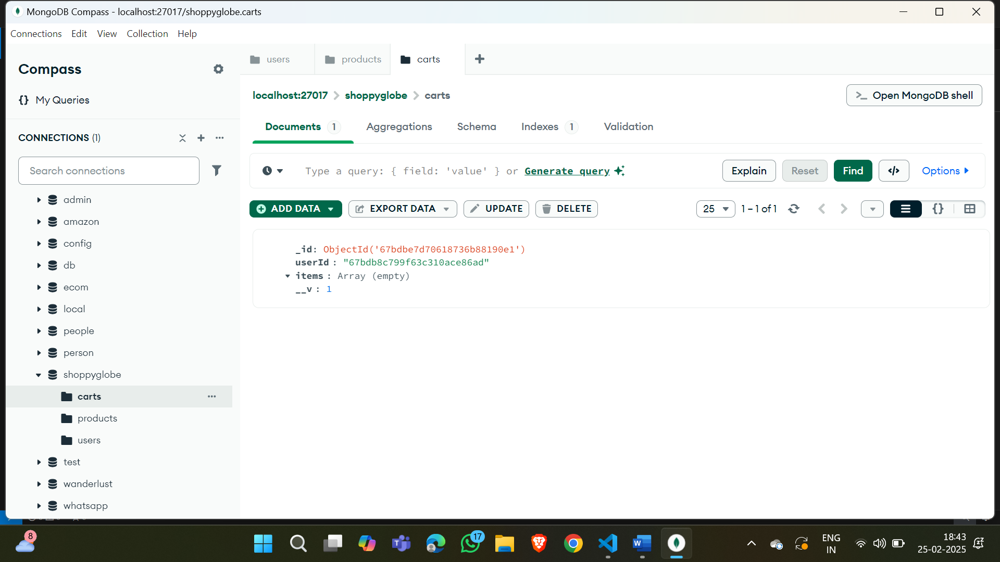 MongoDB Compass - localhost:27017/shoppyglobe.carts
Connections Edit View Collection Help
Compass
{} My Queries
CONNECTIONS (1)
Search connections
admin
amazon
config
db
ecom
local
people
person
shoppyglobe
carts
products
users
test
wanderlust
whatsapp
users products carts
localhost:27017 > shoppyglobe > carts
>_ Open MongoDB shell
Documents 1 Aggregations Schema Indexes 1 Validation
Type a query: { field: 'value' } or Generate query
Explain Reset Find </> Options
ADD DATA EXPORT DATA UPDATE DELETE
25 1 – 1 of 1 {}
_id: ObjectId('67bdbe7d70618736b88190e1')
userId : "67bdb8c799f63c310ace86ad"
items : Array (empty)
__v : 1
8
17
ENG
IN
18:43
25-02-2025